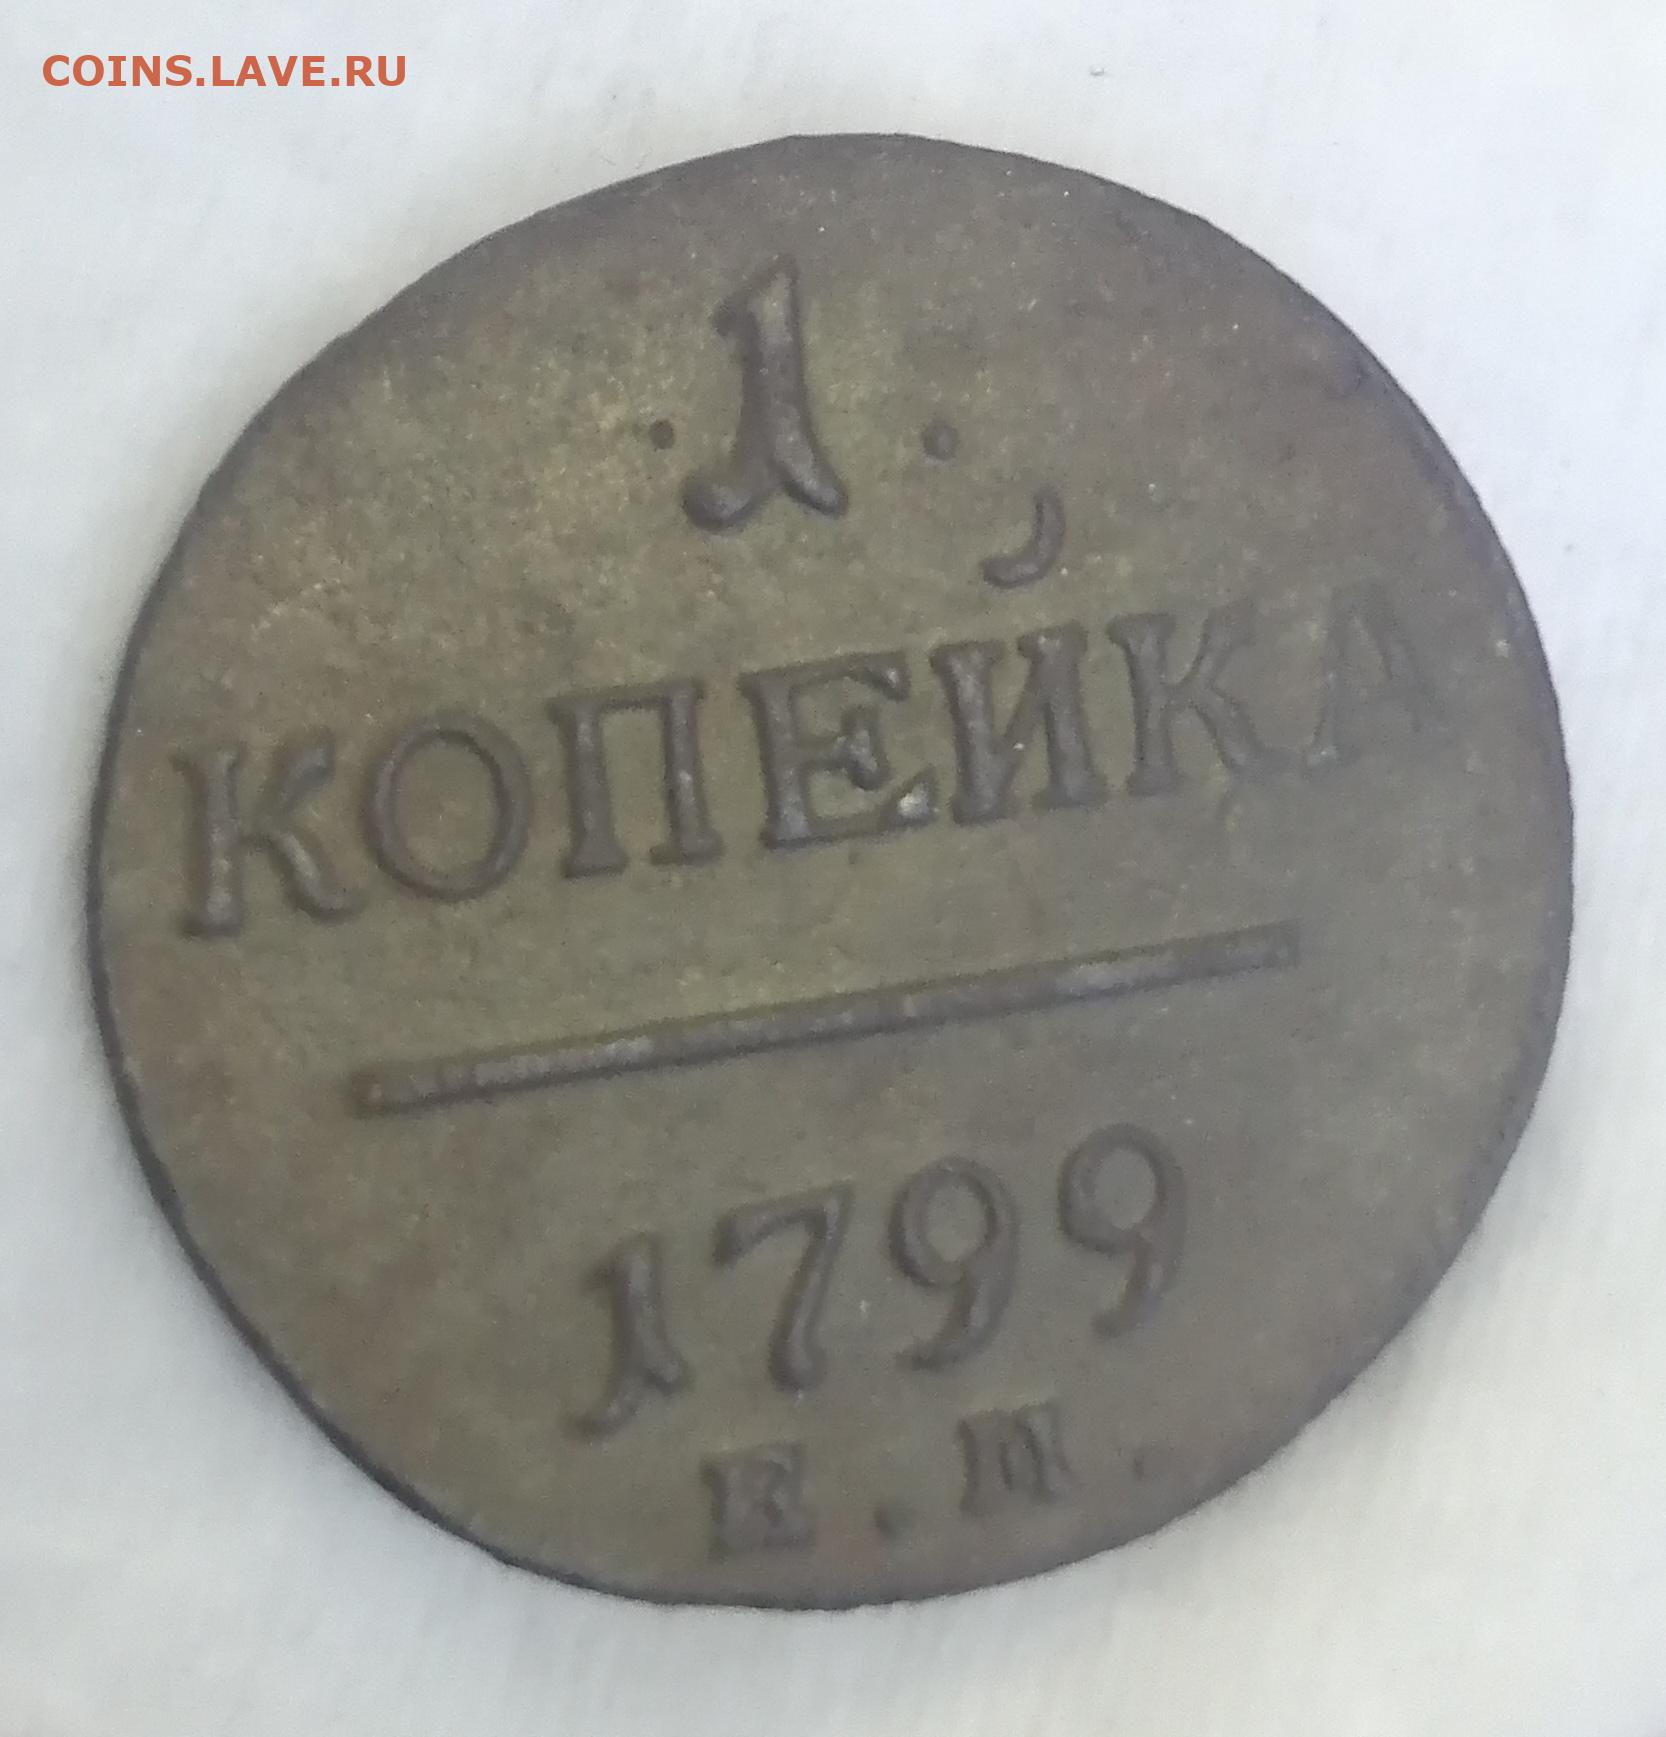 COINS.LAVE.RU
· 1 ·
КОПЕЙКА
1799
Е.М.